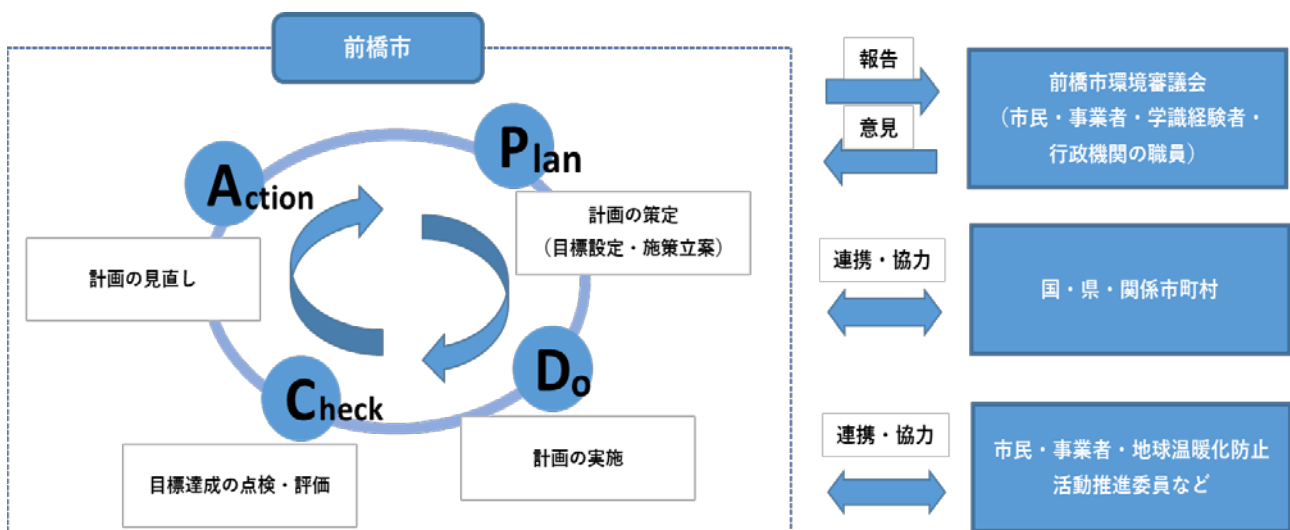 前橋市
Plan
計画の策定
(目標設定・施策立案)
Do
計画の実施
Check
目標達成の点検・評価
Action
計画の見直し
報告
意見
前橋市環境審議会
(市民・事業者・学識経験者・
行政機関の職員)
連携・協力
国・県・関係市町村
連携・協力
市民・事業者・地球温暖化防止
活動推進委員など